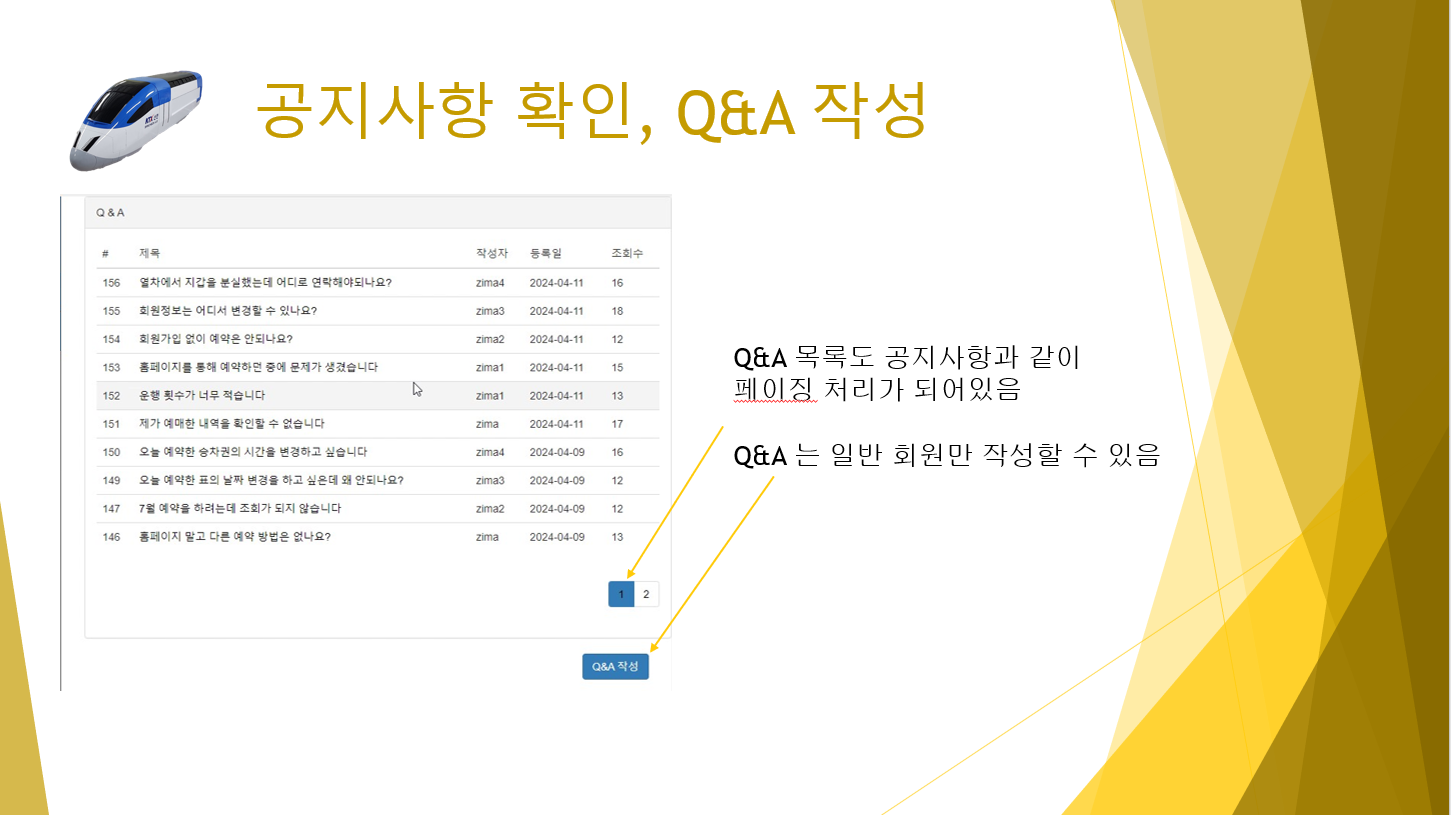 공지사항 확인, Q&A 작성
KTX
Q & A
# 제목 작성자 등록일 조회수
156 열차에서 지갑을 분실했는데 어디로 연락해야되나요? zima4 2024-04-11 16
155 회원정보는 어디서 변경할 수 있나요? zima3 2024-04-11 18
154 회원가입 없이 예약은 안되나요? zima2 2024-04-11 12
153 홈페이지를 통해 예약하던 중에 문제가 생겼습니다 zima1 2024-04-11 15
152 운행 횟수가 너무 적습니다 zima1 2024-04-11 13
151 제가 예매한 내역을 확인할 수 없습니다 zima 2024-04-11 17
150 오늘 예약한 승차권의 시간을 변경하고 싶습니다 zima4 2024-04-09 16
149 오늘 예약한 표의 날짜 변경을 하고 싶은데 왜 안되나요? zima3 2024-04-09 12
147 7월 예약을 하려는데 조회가 되지 않습니다 zima2 2024-04-09 12
146 홈페이지 말고 다른 예약 방법은 없나요? zima 2024-04-09 13
1 2
Q&A 작성
Q&A 목록도 공지사항과 같이
페이징 처리가 되어있음
Q&A 는 일반 회원만 작성할 수 있음